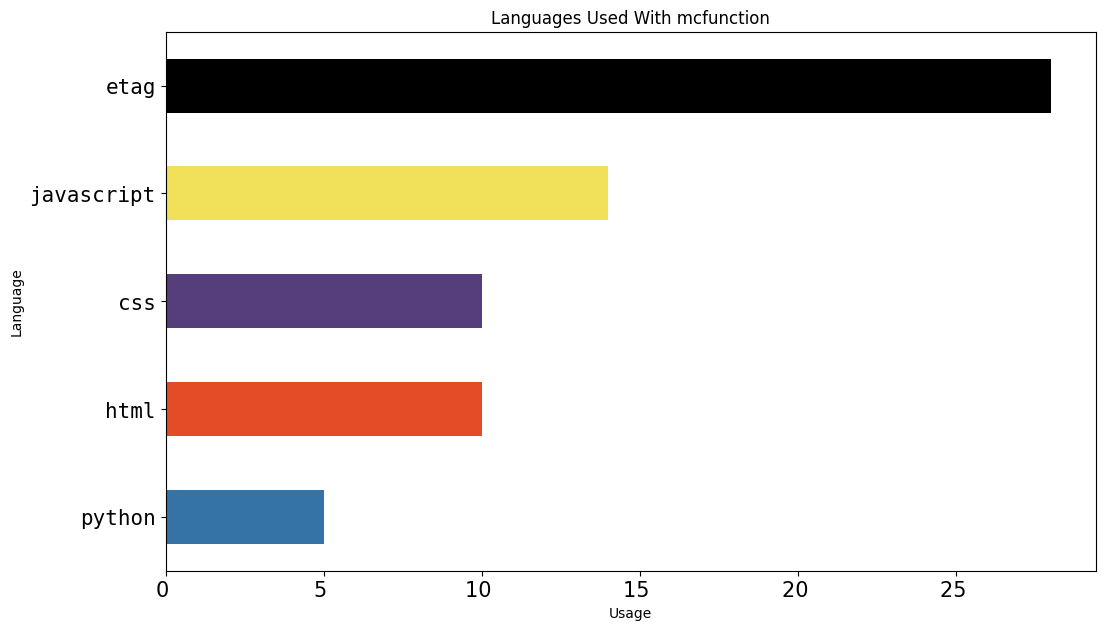 Languages Used With mcfunction
etag
javascript
css
html
python
Language
0 5 10 15 20 25
Usage